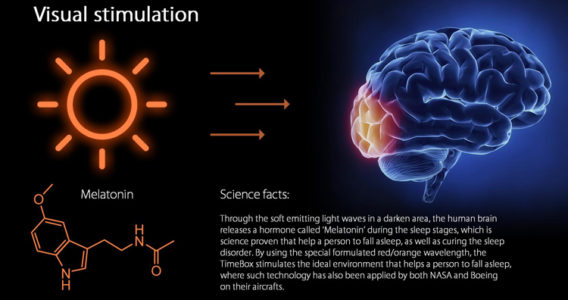 Visual stimulation
Melatonin
O
H
N
O
N
H
Science facts:
Through the soft emitting light waves in a darken area, the human brain
releases a hormone called 'Melatonin' during the sleep stages, which is
science proven that help a person to fall asleep, as well as curing the sleep
disorder. By using the special formulated red/orange wavelength, the
TimeBox stimulates the ideal environment that helps a person to fall asleep,
where such technology has also been applied by both NASA and Boeing
on their aircrafts.